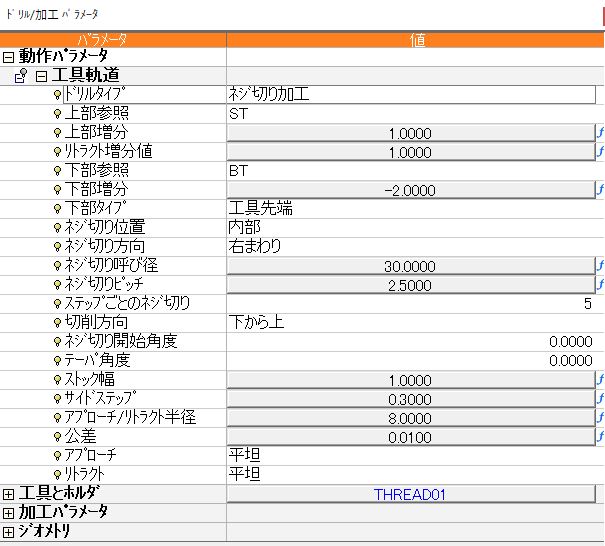 ﾄﾞﾘﾙ/加工 ﾊﾟﾗﾒｰﾀ
ﾊﾟﾗﾒｰﾀ 値
動作ﾊﾟﾗﾒｰﾀ
工具軌道
ﾄﾞﾘﾙﾀｲﾌﾟ ﾈｼﾞ切り加工
上部参照 ST
上部増分 1.0000
ﾘﾄﾗｸﾄ増分値 1.0000
下部参照 BT
下部増分 -2.0000
下部ﾀｲﾌﾟ 工具先端
ﾈｼﾞ切り位置 内部
ﾈｼﾞ切り方向 右まわり
ﾈｼﾞ切り呼び径 30.0000
ﾈｼﾞ切りﾋﾟｯﾁ 2.5000
ｽﾃｯﾌﾟごとのﾈｼﾞ切り 5
切削方向 下から上
ﾈｼﾞ切り開始角度 0.0000
ﾃｰﾊﾟ角度 0.0000
ｽﾄｯｸ幅 1.0000
ｻｲﾄﾞｽﾃｯﾌﾟ 0.3000
ｱﾌﾟﾛｰﾁ/ﾘﾄﾗｸﾄ半径 8.0000
公差 0.0100
ｱﾌﾟﾛｰﾁ 平坦
ﾘﾄﾗｸﾄ 平坦
工具とﾎﾙﾀﾞ THREAD01
加工ﾊﾟﾗﾒｰﾀ
ｼﾞｵﾒﾄﾘ